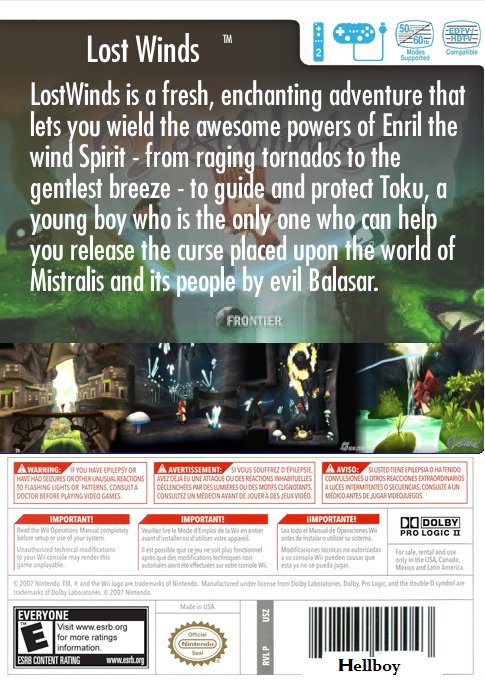 Lost Winds ™
2
50Hz
60Hz
Modes
Supported
EDTV/
HDTV
Compatible
LostWinds is a fresh, enchanting adventure that
lets you wield the awesome powers of Enril the
wind Spirit - from raging tornados to the
gentlest breeze - to guide and protect Toku, a
young boy who is the only one who can help
you release the curse placed upon the world of
Mistralis and its people by evil Balasar.
FRONTIER
WARNING: IF YOU HAVE EPILEPSY OR
HAVE HAD SEIZURES OR OTHER UNUSUAL REACTIONS
TO FLASHING LIGHTS OR PATTERNS, CONSULT A
DOCTOR BEFORE PLAYING VIDEO GAMES.
AVERTISSEMENT: SI VOUS SOUFFREZ D'ÉPILEPSIE,
AVEZ DÉJÀ EU UNE ATTAQUE OU DES RÉACTIONS INHABITUELLES
DÉCLENCHÉES PAR DES LUMIÈRES OU DES MOTIFS CLIGNOTANTS,
CONSULTEZ UN MÉDECIN AVANT DE JOUER À DES JEUX VIDÉO.
AVISO: SI USTED TIENE EPILEPSIA O HA TENIDO
CONVULSIONES U OTROS REACCIONES EXTRAORDINARIOS
A LUCES INTERMITENTES O SECUENCIAS, CONSULTE A UN
MÉDICO ANTES DE JUGAR VIDEOJUEGOS.
IMPORTANT!
Read the Wii Operations Manual completely
before setup or use of your system.
Unauthorized technical modifications
to your Wii console may render this
game unplayable.
IMPORTANT!
Veuillez lire le Mode d'Emploi de la Wii en entier
avant d'installer ou d'utiliser votre appareil.
Il est possible que ce jeu ne soit plus fonctionnel
après que des modifications techniques non-
autorisées aient été effectuées sur votre console Wii.
¡IMPORTANTE!
Lea todo el Manual de Operaciones Wii
antes de instalar o utilizar su sistema.
Modificaciones técnicas no autorizadas
a su consola Wii pueden causar que
esta ya no se pueda jugar.
DOLBY
PRO LOGIC II
For sale, rental and use
only in the USA, Canada,
Mexico and Latin America.
© 2007 Nintendo. TM, ® and the Wii logo are trademarks of Nintendo. Manufactured under license from Dolby Laboratories. Dolby, Pro Logic, and the double-D symbol are
trademarks of Dolby Laboratories. © 2007 Nintendo.
EVERYONE
E
Visit www.esrb.org
for more ratings
information.
ESRB CONTENT RATING www.esrb.org
Made in USA
Official
Nintendo
Seal
RVL P USZ
Hellboy